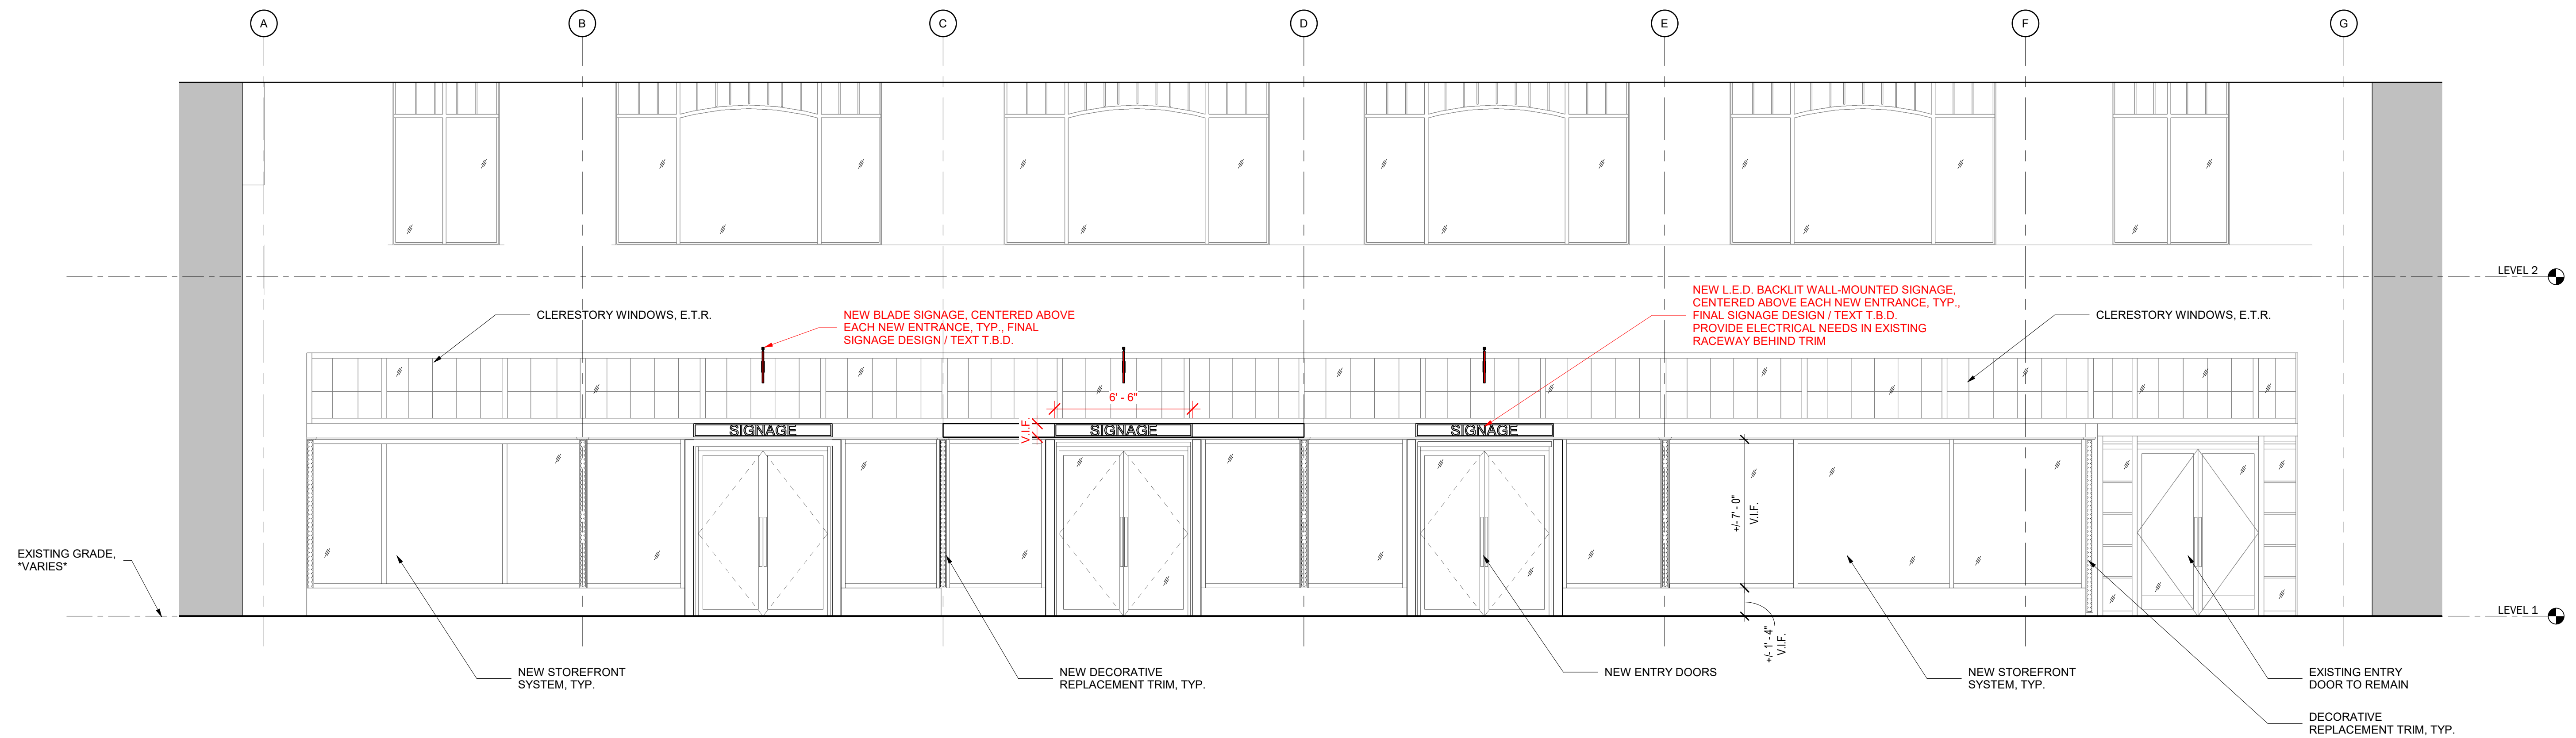 A
B
C
D
E
F
G
LEVEL 2
CLERESTORY WINDOWS, E.T.R.
NEW BLADE SIGNAGE, CENTERED ABOVE
EACH NEW ENTRANCE, TYP., FINAL
SIGNAGE DESIGN / TEXT T.B.D.
NEW L.E.D. BACKLIT WALL-MOUNTED SIGNAGE,
CENTERED ABOVE EACH NEW ENTRANCE, TYP.,
FINAL SIGNAGE DESIGN / TEXT T.B.D.
PROVIDE ELECTRICAL NEEDS IN EXISTING
RACEWAY BEHIND TRIM
CLERESTORY WINDOWS, E.T.R.
6' - 6"
V.I.F.
SIGNAGE
SIGNAGE
SIGNAGE
+/- 7' - 0"
V.I.F.
EXISTING GRADE,
*VARIES*
LEVEL 1
+/- 1' - 4"
V.I.F.
NEW STOREFRONT
SYSTEM, TYP.
NEW DECORATIVE
REPLACEMENT TRIM, TYP.
NEW ENTRY DOORS
NEW STOREFRONT
SYSTEM, TYP.
EXISTING ENTRY
DOOR TO REMAIN
DECORATIVE
REPLACEMENT TRIM, TYP.